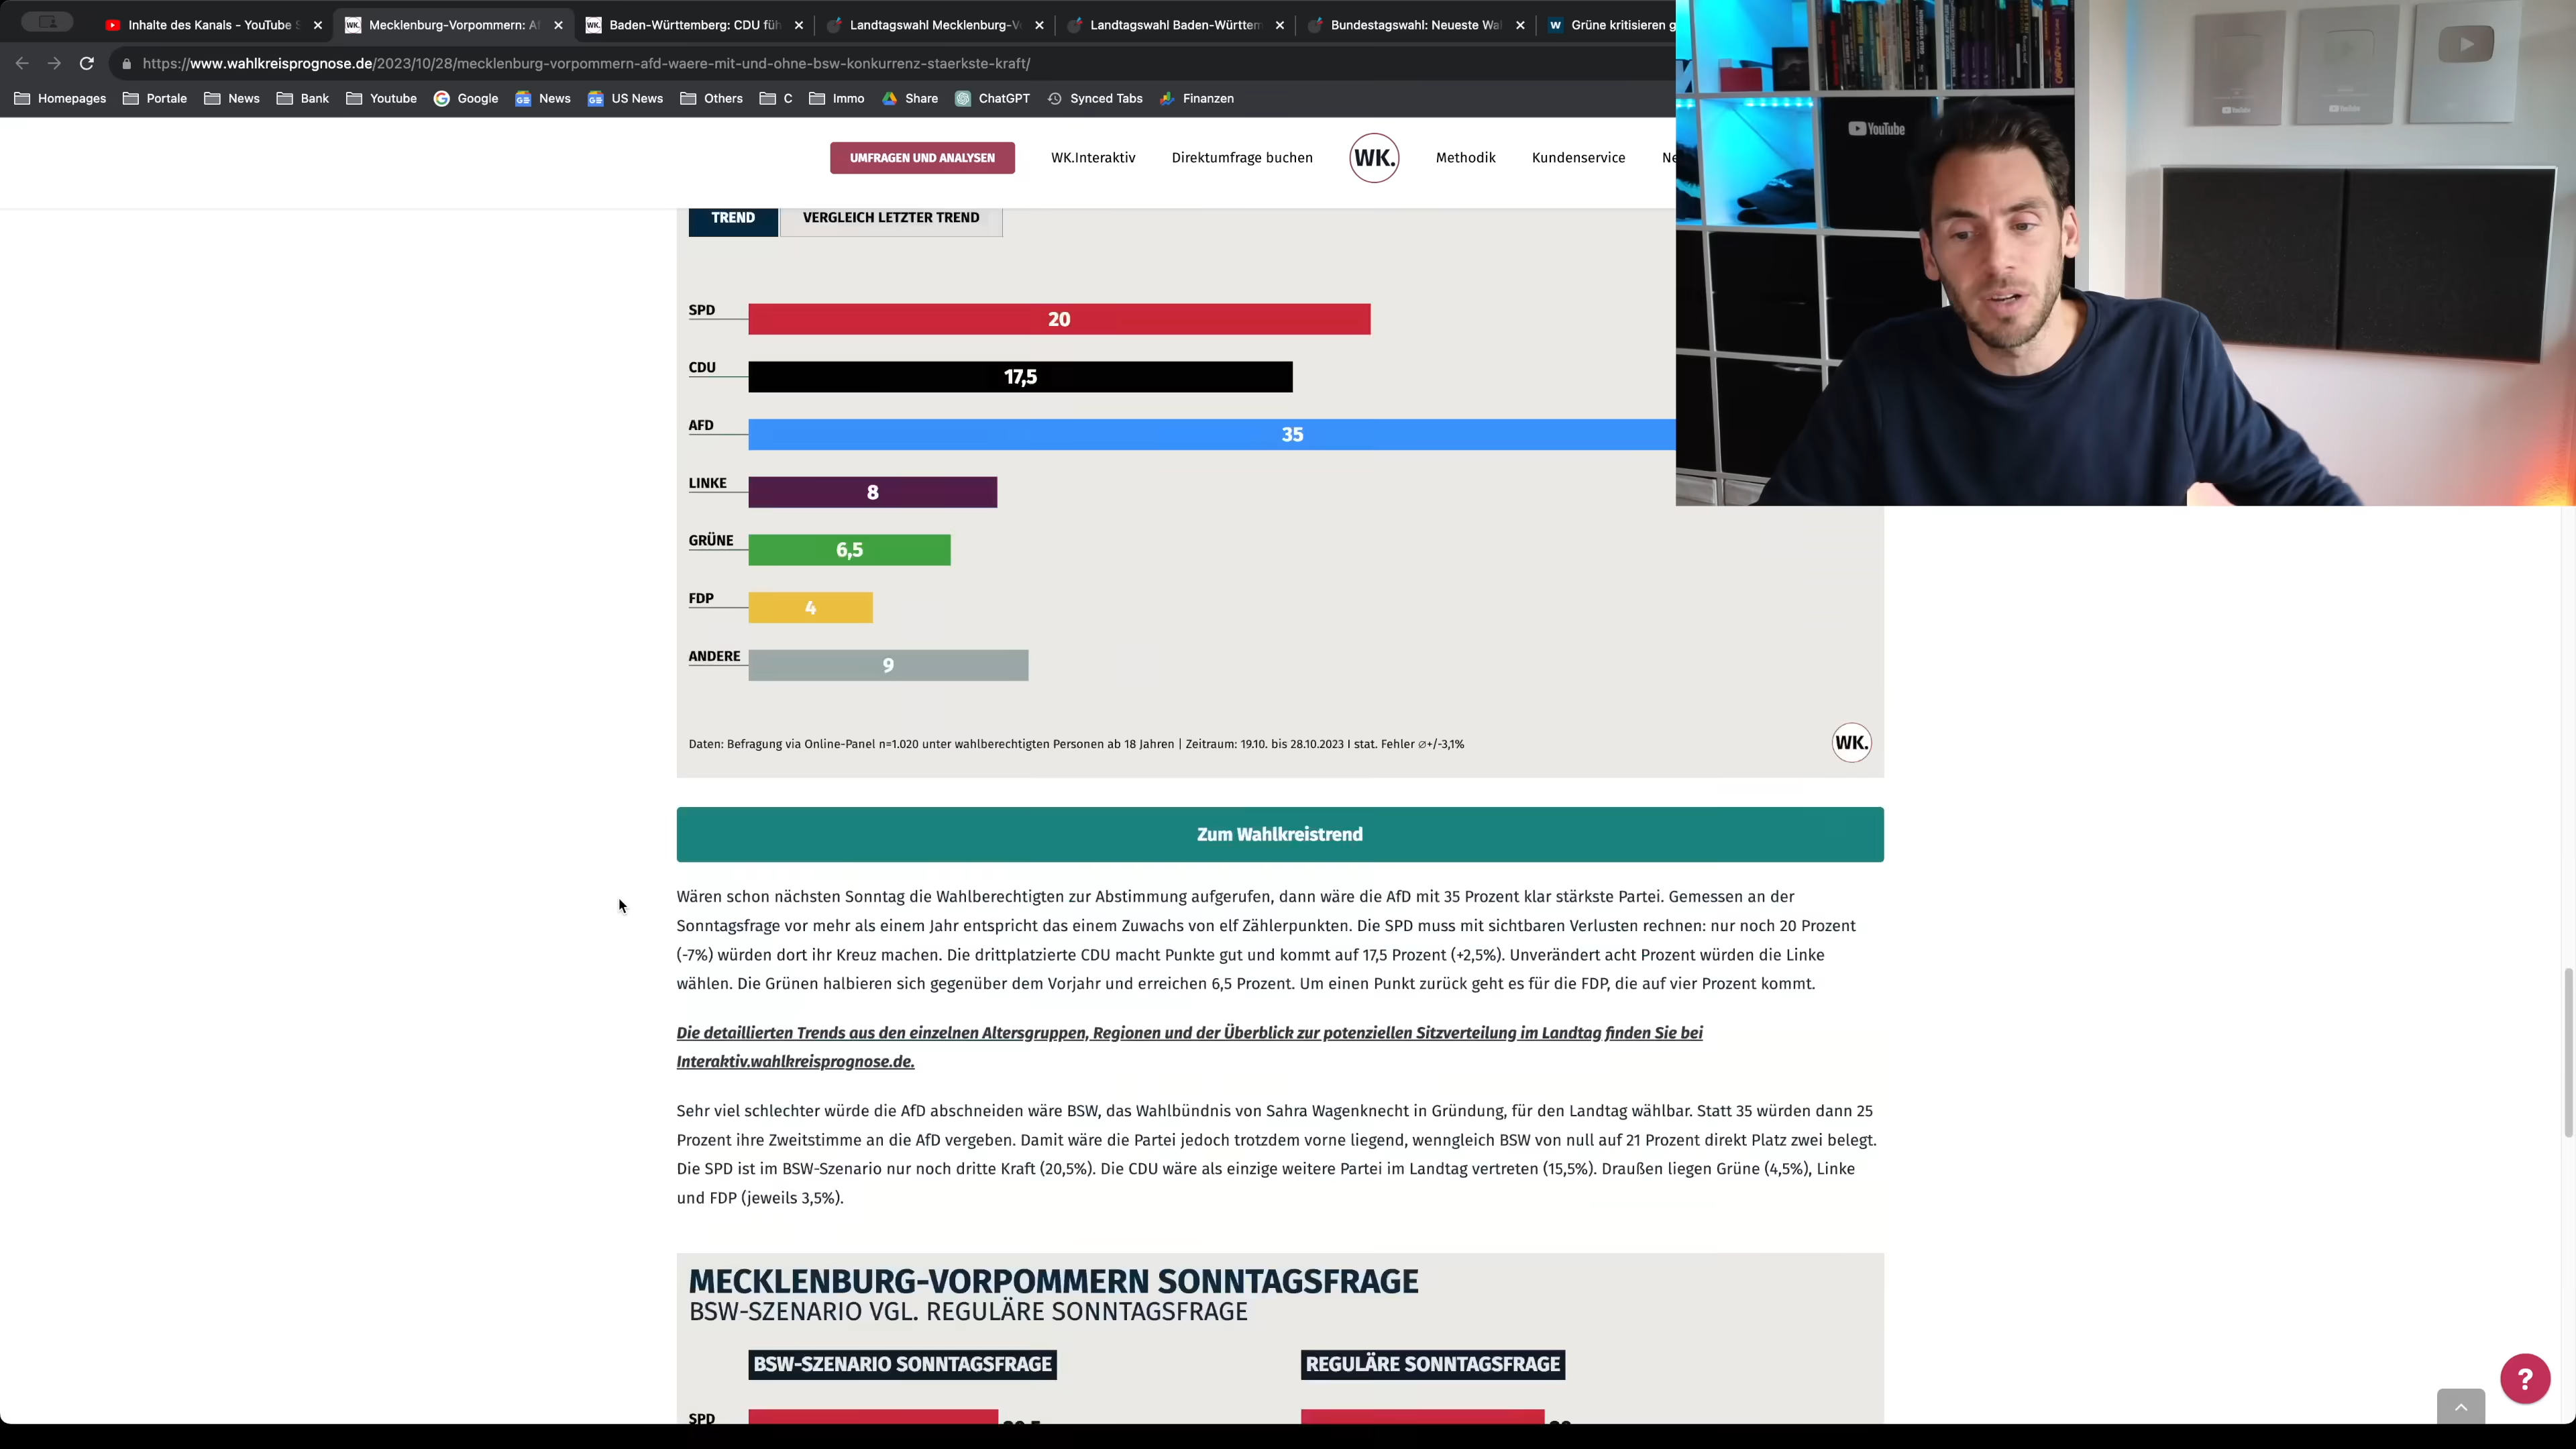 Inhalte des Kanals - YouTube S
Mecklenburg-Vorpommern: Af
Baden-Württemberg: CDU füh
Landtagswahl Mecklenburg-V
Landtagswahl Baden-Württem
Bundestagswahl: Neueste Wa
Grüne kritisieren g
https://www.wahlkreisprognose.de/2023/10/28/mecklenburg-vorpommern-afd-waere-mit-und-ohne-bsw-konkurrenz-staerkste-kraft/
Homepages Portale News Bank Youtube Google News US News Others C Immo Share ChatGPT Synced Tabs Finanzen
UMFRAGEN UND ANALYSEN WK.Interaktiv Direktumfrage buchen WK. Methodik Kundenservice Ne
YouTube
TREND VERGLEICH LETZTER TREND
SPD 20
CDU 17,5
AFD 35
LINKE 8
GRÜNE 6,5
FDP 4
ANDERE 9
Daten: Befragung via Online-Panel n=1.020 unter wahlberechtigten Personen ab 18 Jahren | Zeitraum: 19.10. bis 28.10.2023 I stat. Fehler ⌀+/-3,1%
WK.
Zum Wahlkreistrend
Wären schon nächsten Sonntag die Wahlberechtigten zur Abstimmung aufgerufen, dann wäre die AfD mit 35 Prozent klar stärkste Partei. Gemessen an der
Sonntagsfrage vor mehr als einem Jahr entspricht das einem Zuwachs von elf Zählerpunkten. Die SPD muss mit sichtbaren Verlusten rechnen: nur noch 20 Prozent
(-7%) würden dort ihr Kreuz machen. Die drittplatzierte CDU macht Punkte gut und kommt auf 17,5 Prozent (+2,5%). Unverändert acht Prozent würden die Linke
wählen. Die Grünen halbieren sich gegenüber dem Vorjahr und erreichen 6,5 Prozent. Um einen Punkt zurück geht es für die FDP, die auf vier Prozent kommt.
Die detaillierten Trends aus den einzelnen Altersgruppen, Regionen und der Überblick zur potenziellen Sitzverteilung im Landtag finden Sie bei
Interaktiv.wahlkreisprognose.de.
Sehr viel schlechter würde die AfD abschneiden wäre BSW, das Wahlbündnis von Sahra Wagenknecht in Gründung, für den Landtag wählbar. Statt 35 würden dann 25
Prozent ihre Zweitstimme an die AfD vergeben. Damit wäre die Partei jedoch trotzdem vorne liegend, wenngleich BSW von null auf 21 Prozent direkt Platz zwei belegt.
Die SPD ist im BSW-Szenario nur noch dritte Kraft (20,5%). Die CDU wäre als einzige weitere Partei im Landtag vertreten (15,5%). Draußen liegen Grüne (4,5%), Linke
und FDP (jeweils 3,5%).
MECKLENBURG-VORPOMMERN SONNTAGSFRAGE
BSW-SZENARIO VGL. REGULÄRE SONNTAGSFRAGE
BSW-SZENARIO SONNTAGSFRAGE REGULÄRE SONNTAGSFRAGE
SPD
?